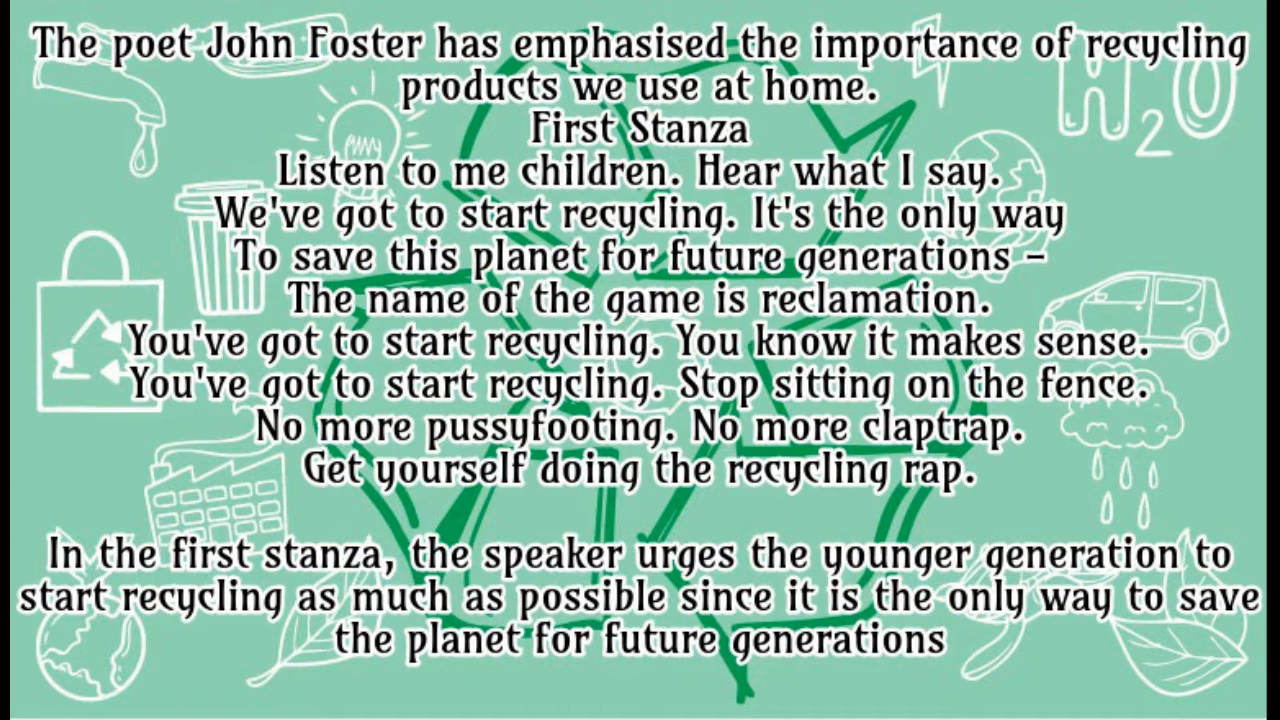 The poet John Foster has emphasised the importance of recycling
products we use at home.
First Stanza
Listen to me children. Hear what I say.
We've got to start recycling. It's the only way
To save this planet for future generations –
The name of the game is reclamation.
You've got to start recycling. You know it makes sense.
You've got to start recycling. Stop sitting on the fence.
No more pussyfooting. No more claptrap.
Get yourself doing the recycling rap.
In the first stanza, the speaker urges the younger generation to
start recycling as much as possible since it is the only way to save
the planet for future generations
H2O